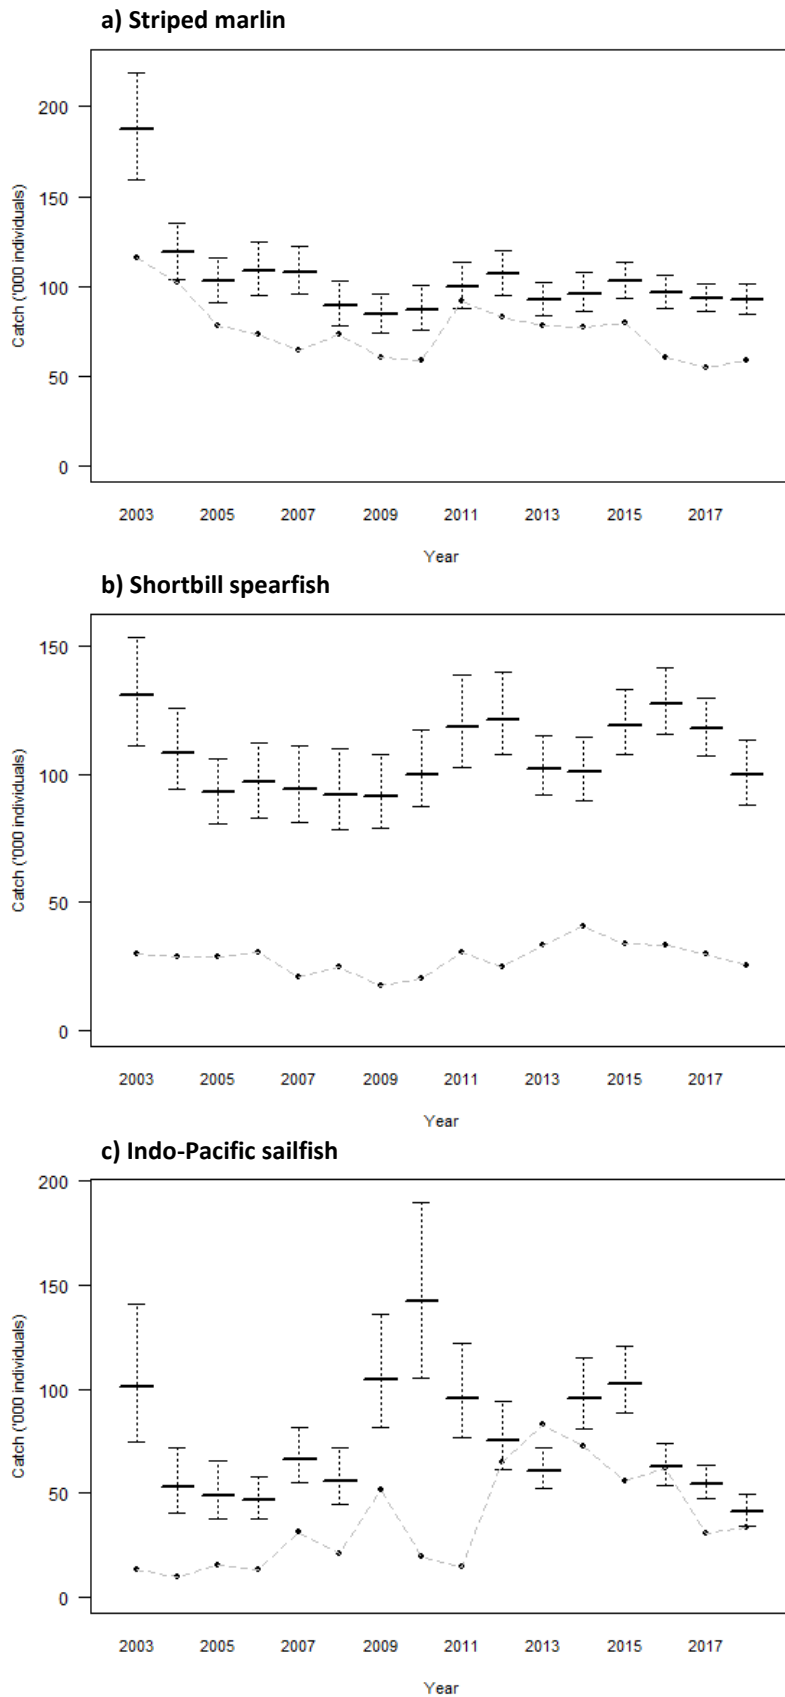 a) Striped marlin
Catch ('000 individuals)
200
150
100
50
0
2003 2005 2007 2009 2011 2013 2015 2017
Year
b) Shortbill spearfish
Catch ('000 individuals)
150
100
50
0
2003 2005 2007 2009 2011 2013 2015 2017
Year
c) Indo-Pacific sailfish
Catch ('000 individuals)
200
150
100
50
0
2003 2005 2007 2009 2011 2013 2015 2017
Year